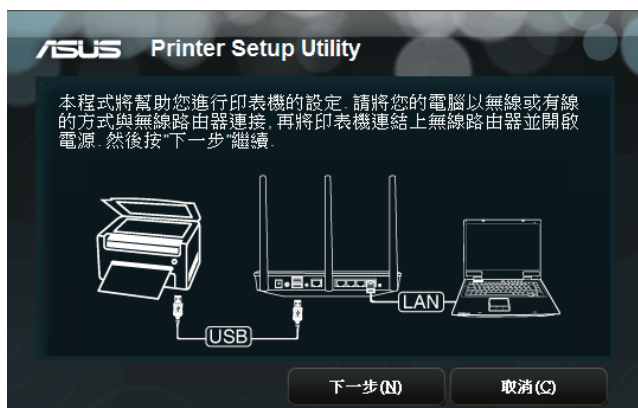 ASUS Printer Setup Utility
本程式將幫助您進行印表機的設定.請將您的電腦以無線或有線
的方式與無線路由器連接,再將印表機連結上無線路由器並開啟
電源.然後按"下一步"繼續.
LAN
USB
下一步(N) 取消(C)